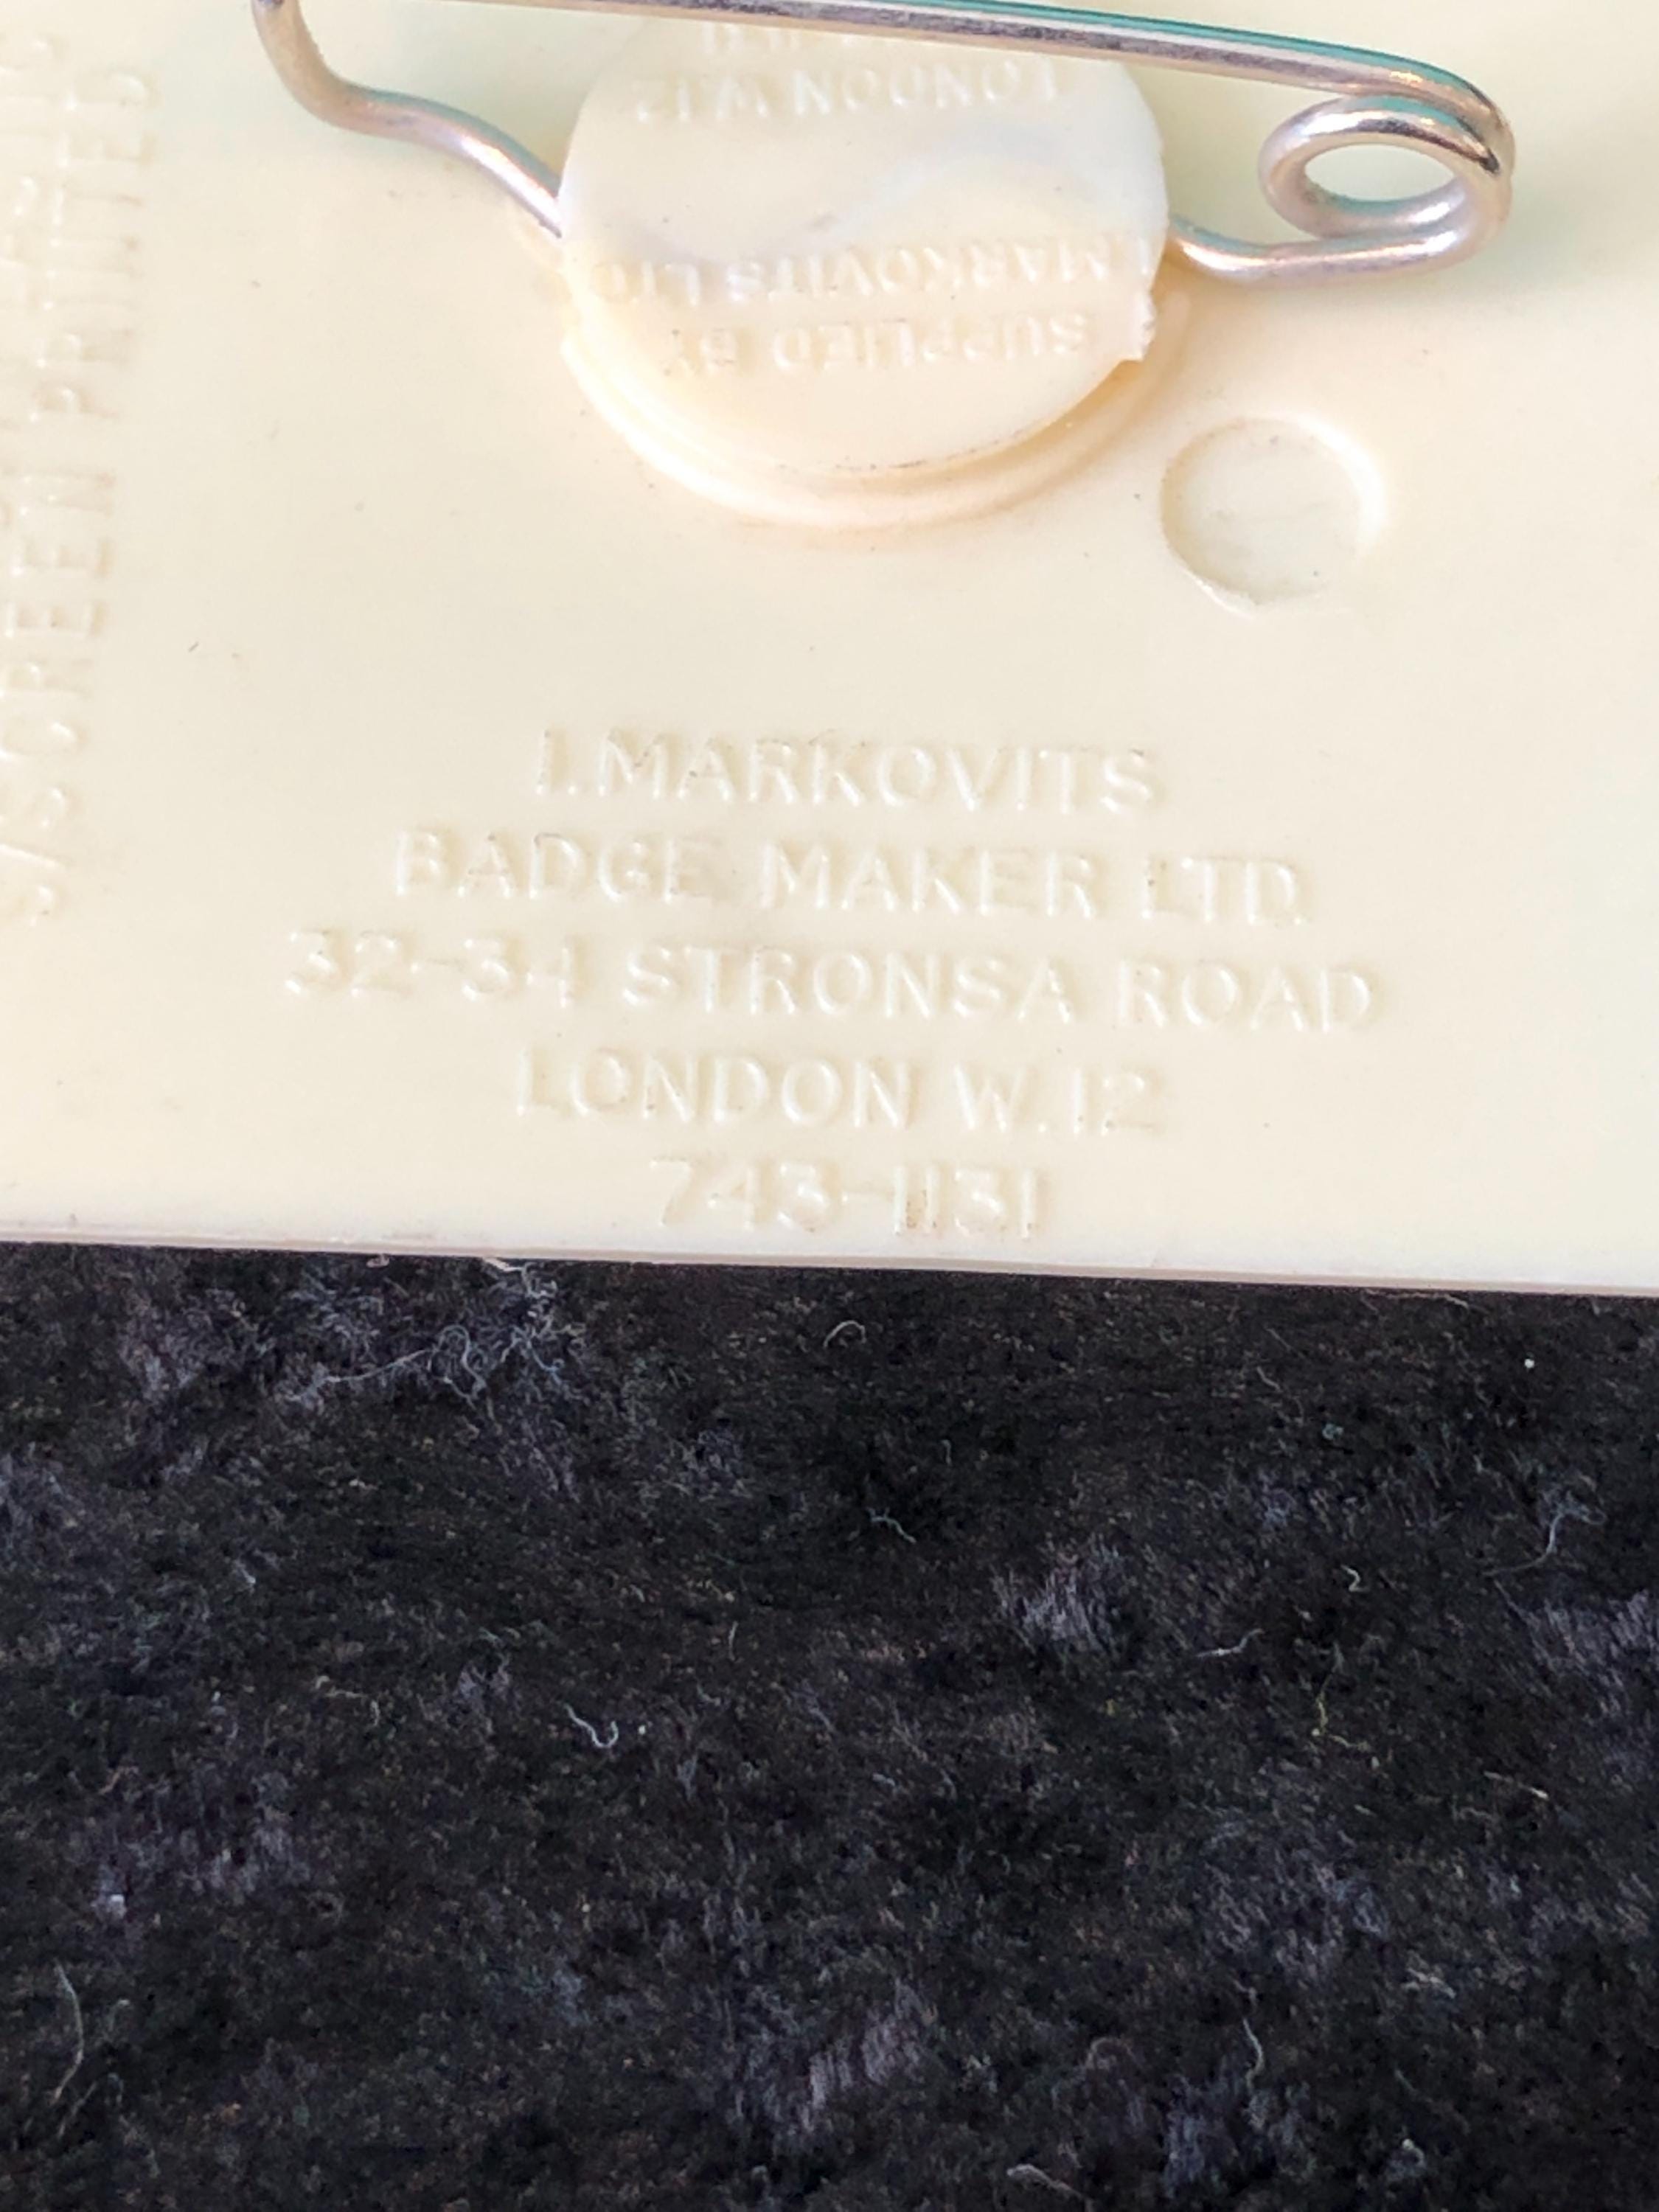 I.MARKOVITS
BADGE MAKER LTD.
32-34 STRONSA ROAD
LONDON W.12
743-1131
SUPPLIED BY
I.MARKOVITS LTD
LONDON W.12
S/SCREEN PRINTED